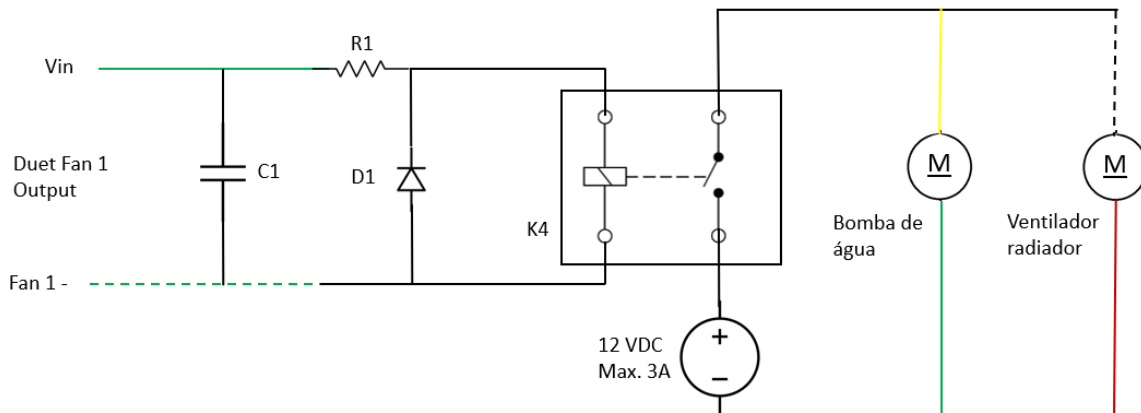 Vin
R1
Duet Fan 1
Output
C1
D1
K4
Fan 1 -
M
M
Bomba de
água
Ventilador
radiador
12 VDC
Max. 3A
+
−